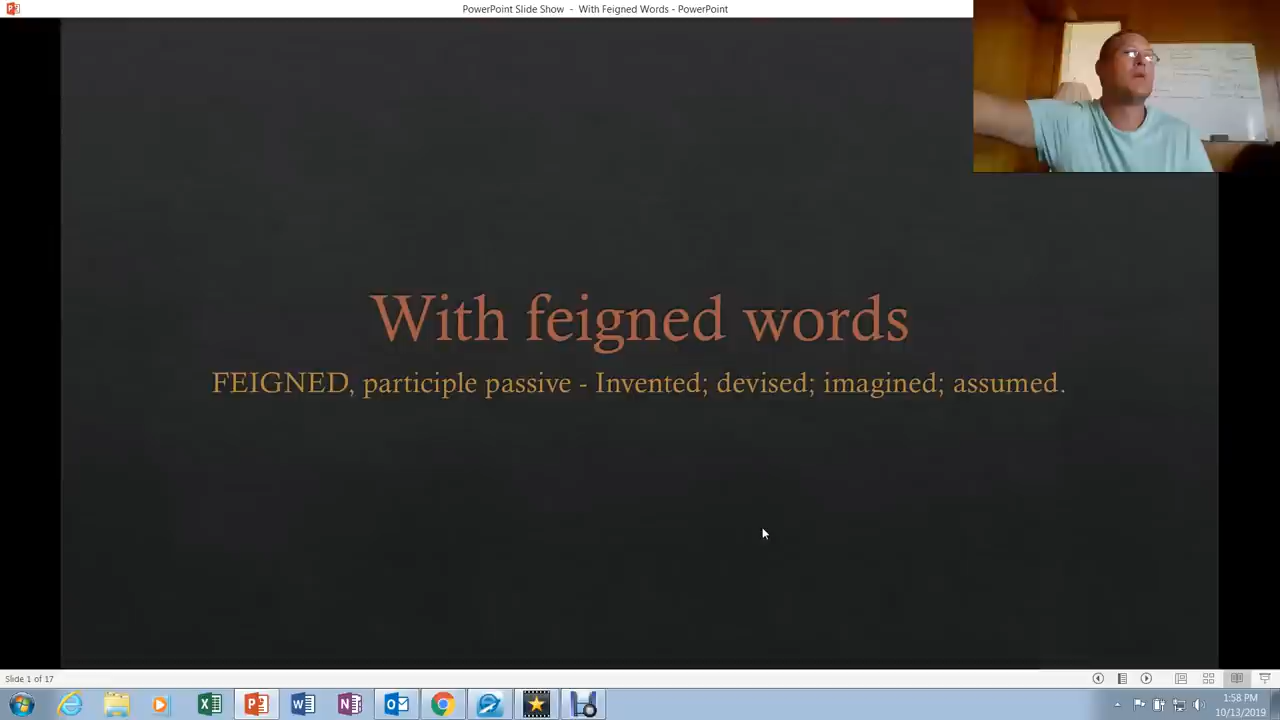 PowerPoint Slide Show - With Feigned Words - PowerPoint
With feigned words
FEIGNED, participle passive - Invented; devised; imagined; assumed.
Slide 1 of 17
1:58 PM
10/13/2019